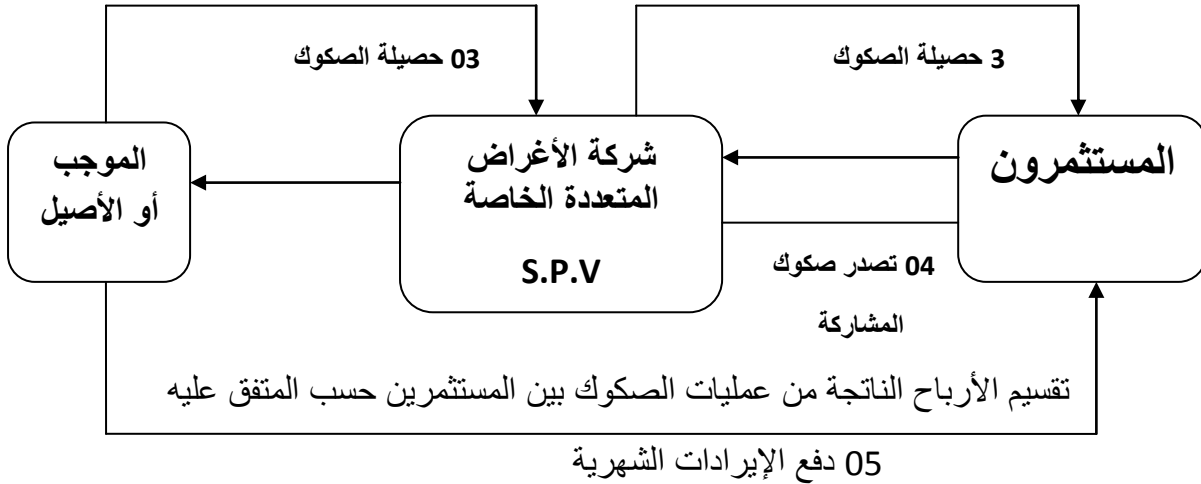 3 حصيلة الصكوك
03 حصيلة الصكوك
المستثمرون
شركة الأغراض
المتعددة الخاصة
S.P.V
الموجب
أو الأصيل
04 تصدر صكوك
المشاركة
تقسيم الأرباح الناتجة من عمليات الصكوك بين المستثمرين حسب المتفق عليه
05 دفع الإيرادات الشهرية